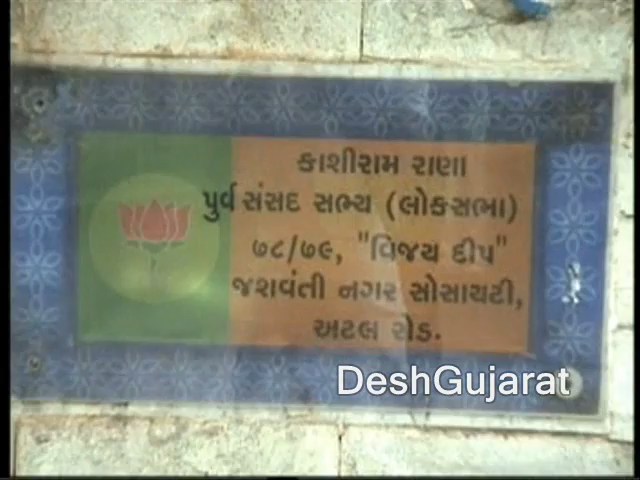 કાશીરામ રાણા
પુર્વ સંસદ સભ્ય (લોકસભા)
૭૮/૭૯, "વિજય દીપ"
જશવંતી નગર સોસાયટી,
અટલ રોડ.
DeshGujarat